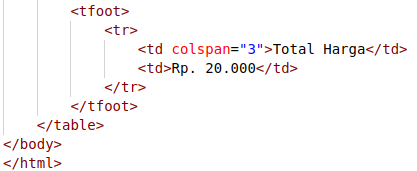 <tfoot>
<tr>
<td colspan="3">Total Harga</td>
<td>Rp. 20.000</td>
</tr>
</tfoot>
</table>
</body>
</html>